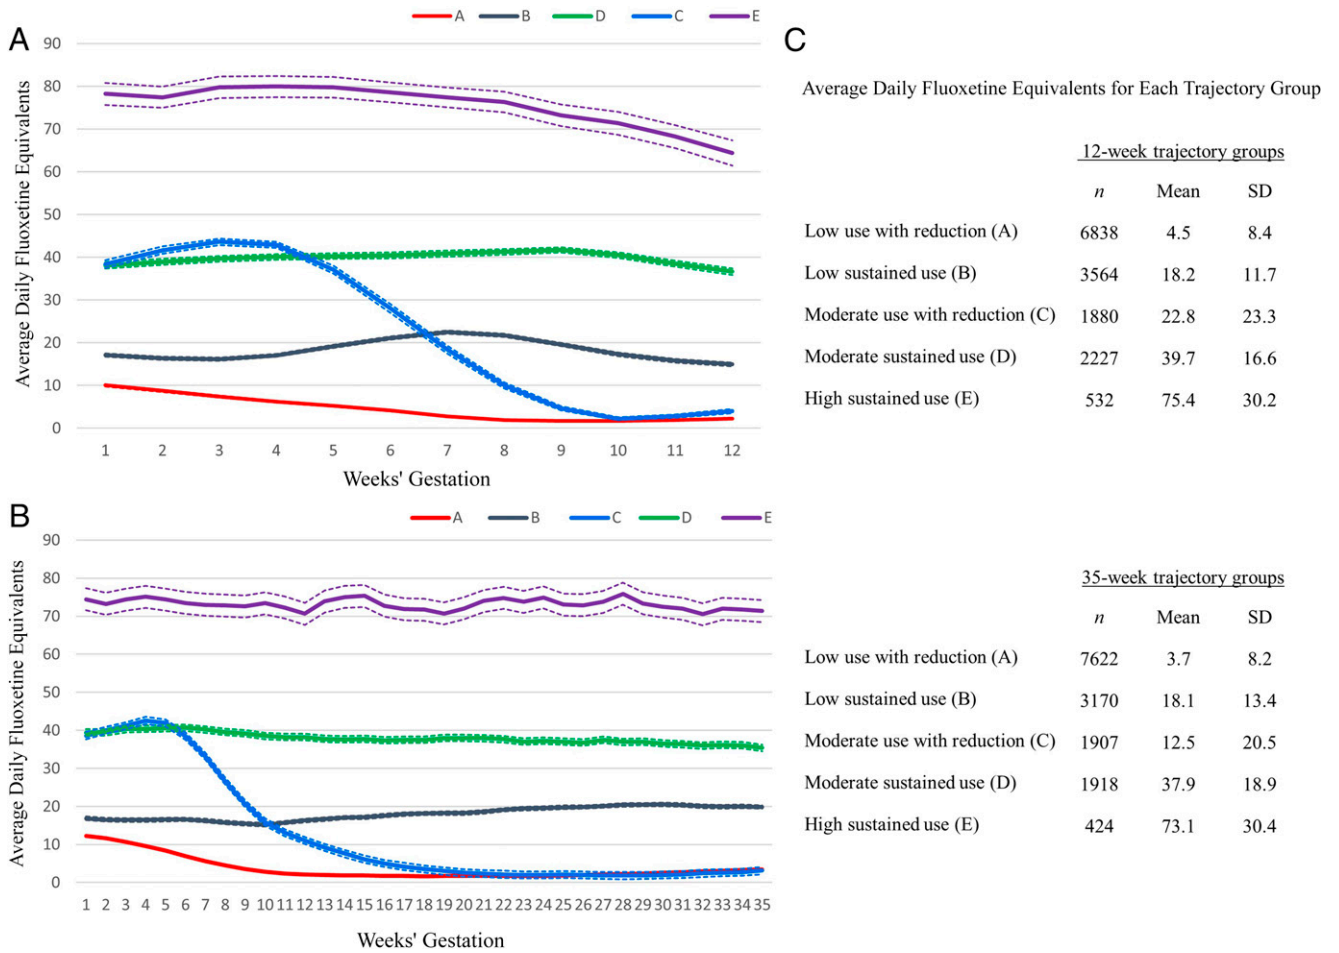 A B D C E
A
90
80
70
60
50
40
30
20
10
0
Average Daily Fluoxetine Equivalents
1 2 3 4 5 6 7 8 9 10 11 12
Weeks' Gestation
B
A B C D E
90
80
70
60
50
40
30
20
10
0
Average Daily Fluoxetine Equivalents
1 2 3 4 5 6 7 8 9 10 11 12 13 14 15 16 17 18 19 20 21 22 23 24 25 26 27 28 29 30 31 32 33 34 35
Weeks' Gestation
C
Average Daily Fluoxetine Equivalents for Each Trajectory Group
12-week trajectory groups
n Mean SD
Low use with reduction (A) 6838 4.5 8.4
Low sustained use (B) 3564 18.2 11.7
Moderate use with reduction (C) 1880 22.8 23.3
Moderate sustained use (D) 2227 39.7 16.6
High sustained use (E) 532 75.4 30.2
35-week trajectory groups
n Mean SD
Low use with reduction (A) 7622 3.7 8.2
Low sustained use (B) 3170 18.1 13.4
Moderate use with reduction (C) 1907 12.5 20.5
Moderate sustained use (D) 1918 37.9 18.9
High sustained use (E) 424 73.1 30.4